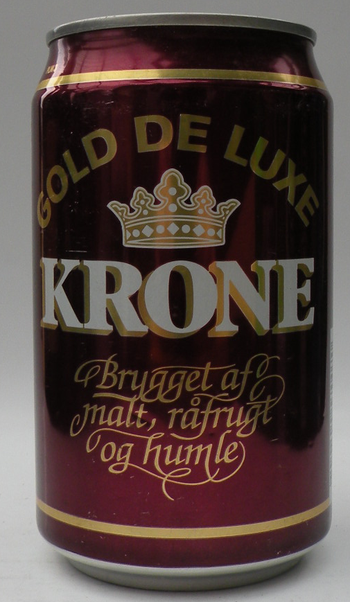 GOLD DE LUXE
KRONE
Brygget af
malt, råfrugt
og humle